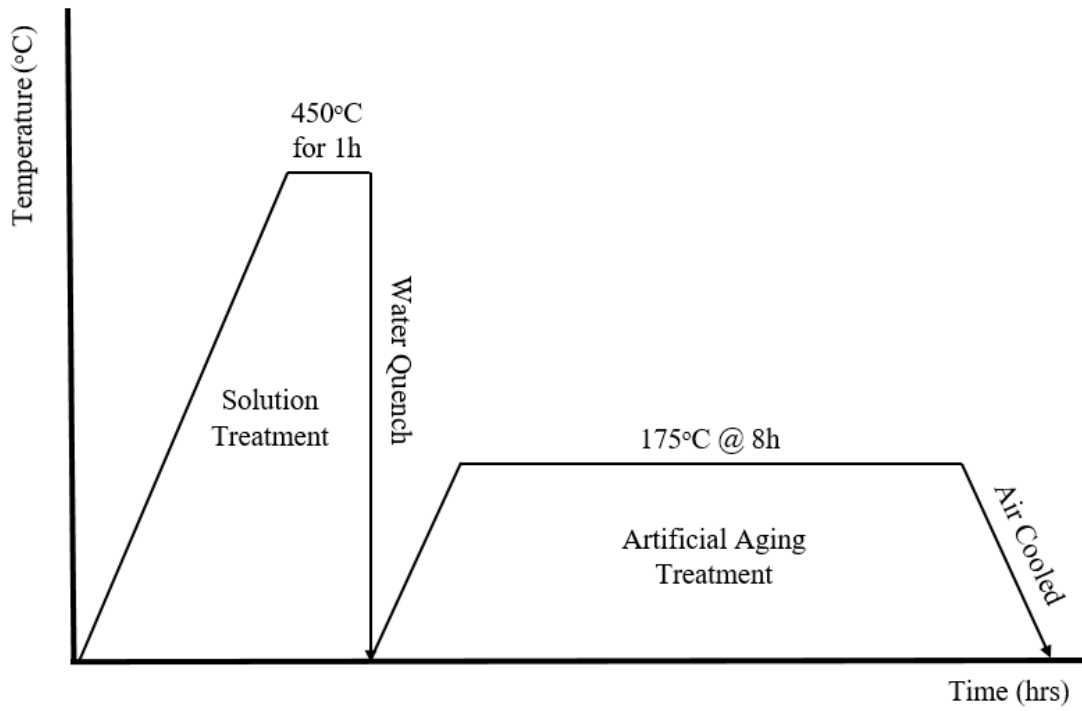 Temperature (°C)
450°C
for 1h
Water Quench
Solution
Treatment
175°C @ 8h
Artificial Aging
Treatment
Air Cooled
Time (hrs)